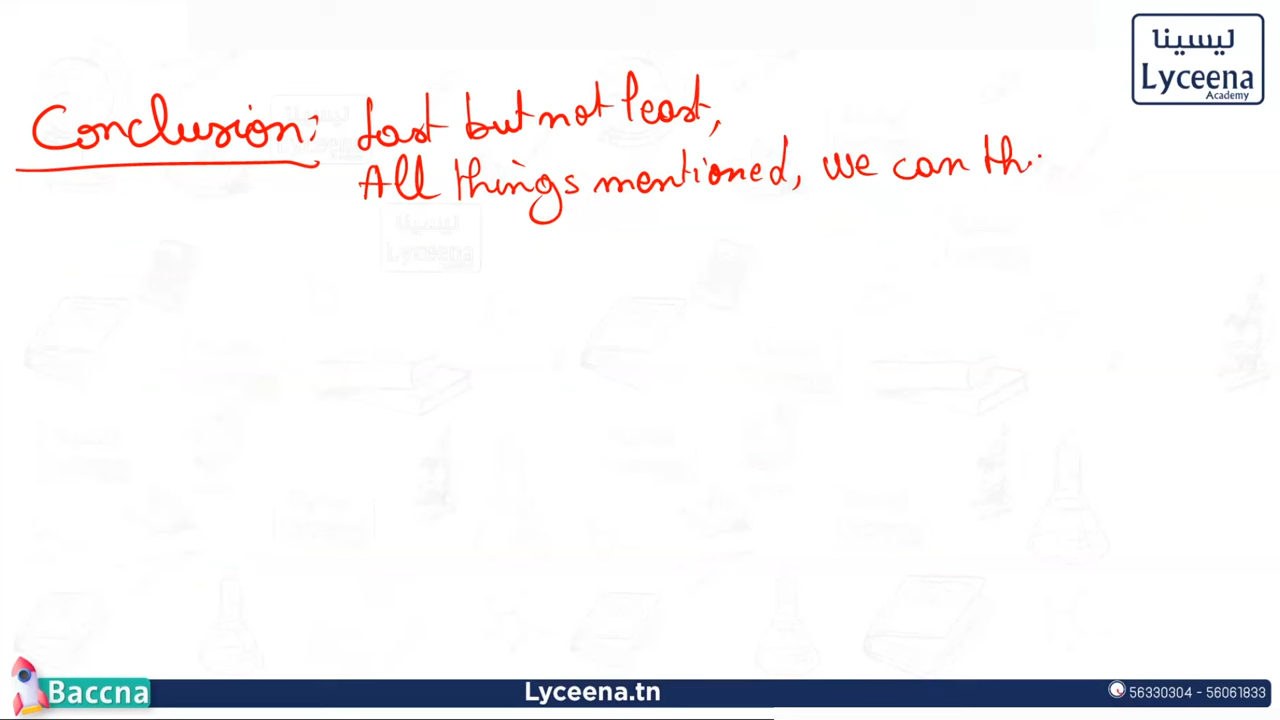 ليسينا
Lyceena
Academy
Conclusion: Last but not least,
All things mentioned, we can th
Baccna
Lyceena.tn
56330304 - 56061833